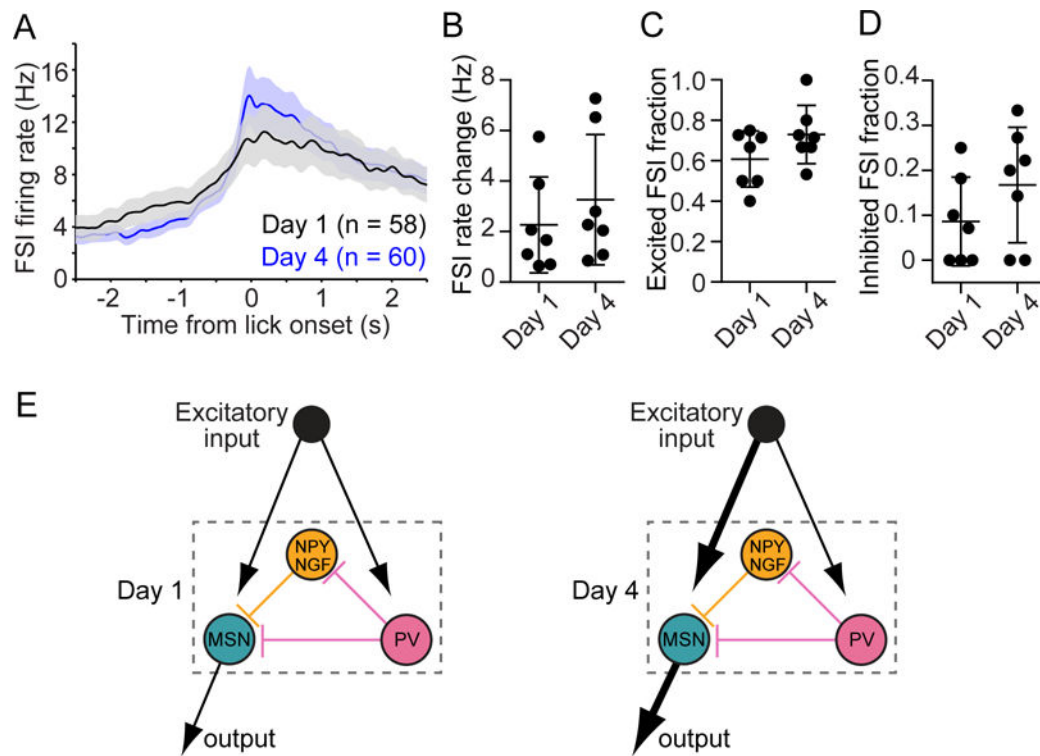 A
FSI firing rate (Hz)
16
12
8
4
0
-2
-1
0
1
2
Time from lick onset (s)
Day 1 (n = 58)
Day 4 (n = 60)
B
FSI rate change (Hz)
8
6
4
2
0
Day 1
Day 4
C
Excited FSI fraction
1.0
0.8
0.6
0.4
0.2
0
Day 1
Day 4
D
Inhibited FSI fraction
0.4
0.3
0.2
0.1
0
Day 1
Day 4
E
Excitatory
input
Day 1
NPY
NGF
MSN
PV
output
Excitatory
input
Day 4
NPY
NGF
MSN
PV
output